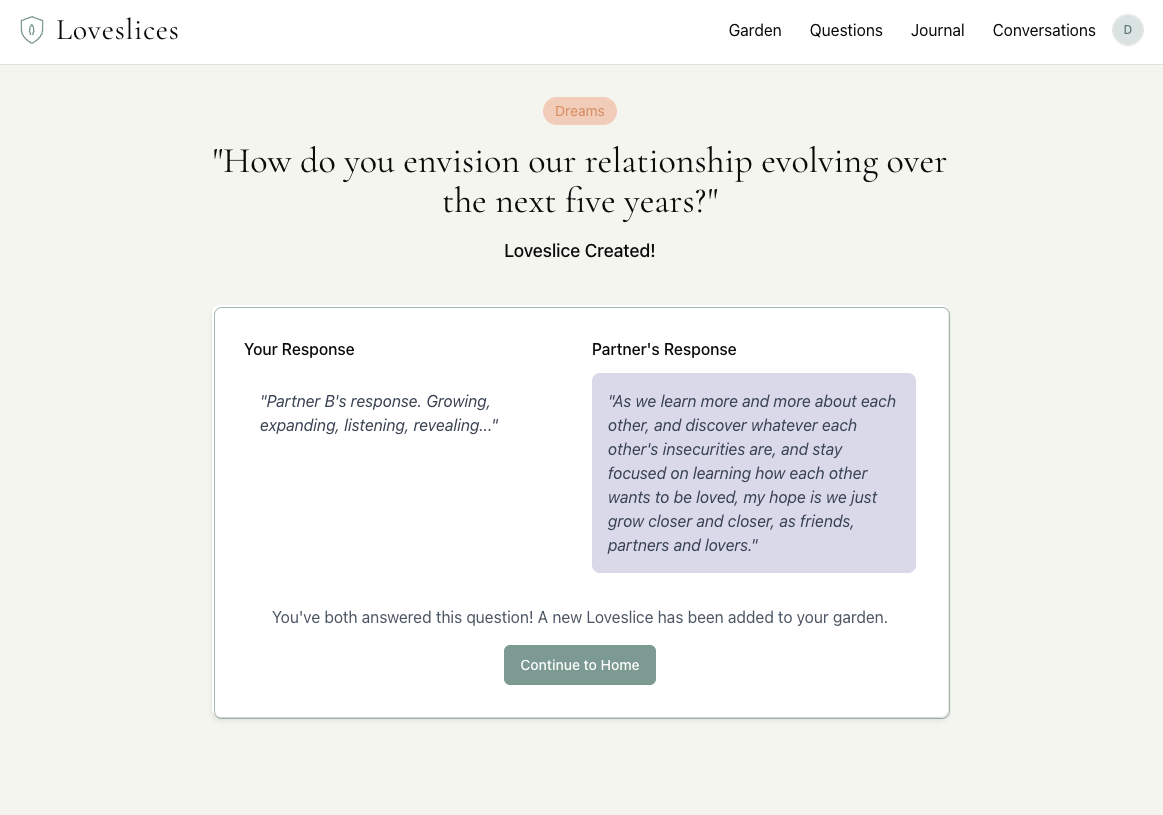 Loveslices
Garden
Questions
Journal
Conversations
D
Dreams
"How do you envision our relationship evolving over
the next five years?"
Loveslice Created!
Your Response
"Partner B's response. Growing,
expanding, listening, revealing..."
Partner's Response
"As we learn more and more about each
other, and discover whatever each
other's insecurities are, and stay
focused on learning how each other
wants to be loved, my hope is we just
grow closer and closer, as friends,
partners and lovers."
You've both answered this question! A new Loveslice has been added to your garden.
Continue to Home